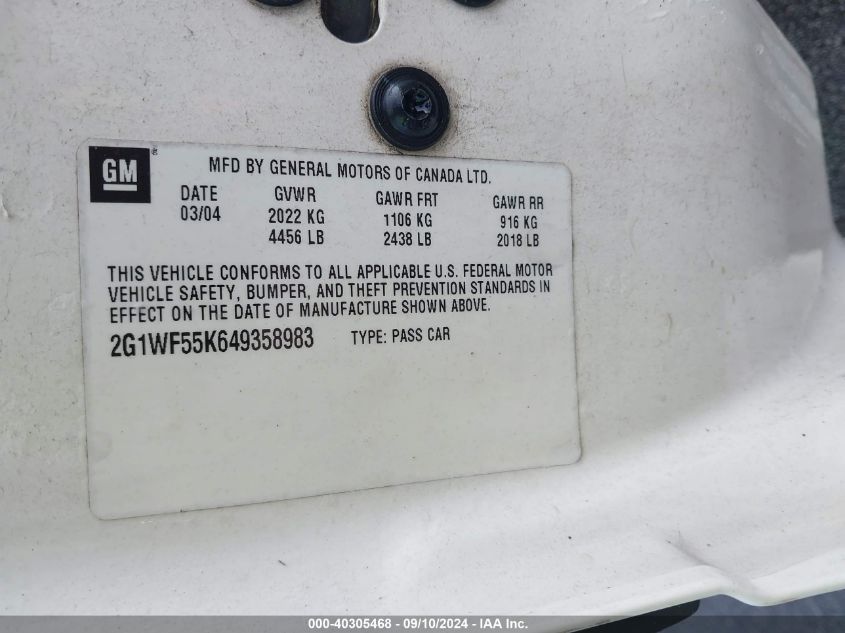 GM®
MFD BY GENERAL MOTORS OF CANADA LTD.
DATE GVWR GAWR FRT GAWR RR
03/04 2022 KG 1106 KG 916 KG
4456 LB 2438 LB 2018 LB
THIS VEHICLE CONFORMS TO ALL APPLICABLE U.S. FEDERAL MOTOR
VEHICLE SAFETY, BUMPER, AND THEFT PREVENTION STANDARDS IN
EFFECT ON THE DATE OF MANUFACTURE SHOWN ABOVE.
2G1WF55K649358983 TYPE: PASS CAR
000-40305468 - 09/10/2024 - IAA Inc.